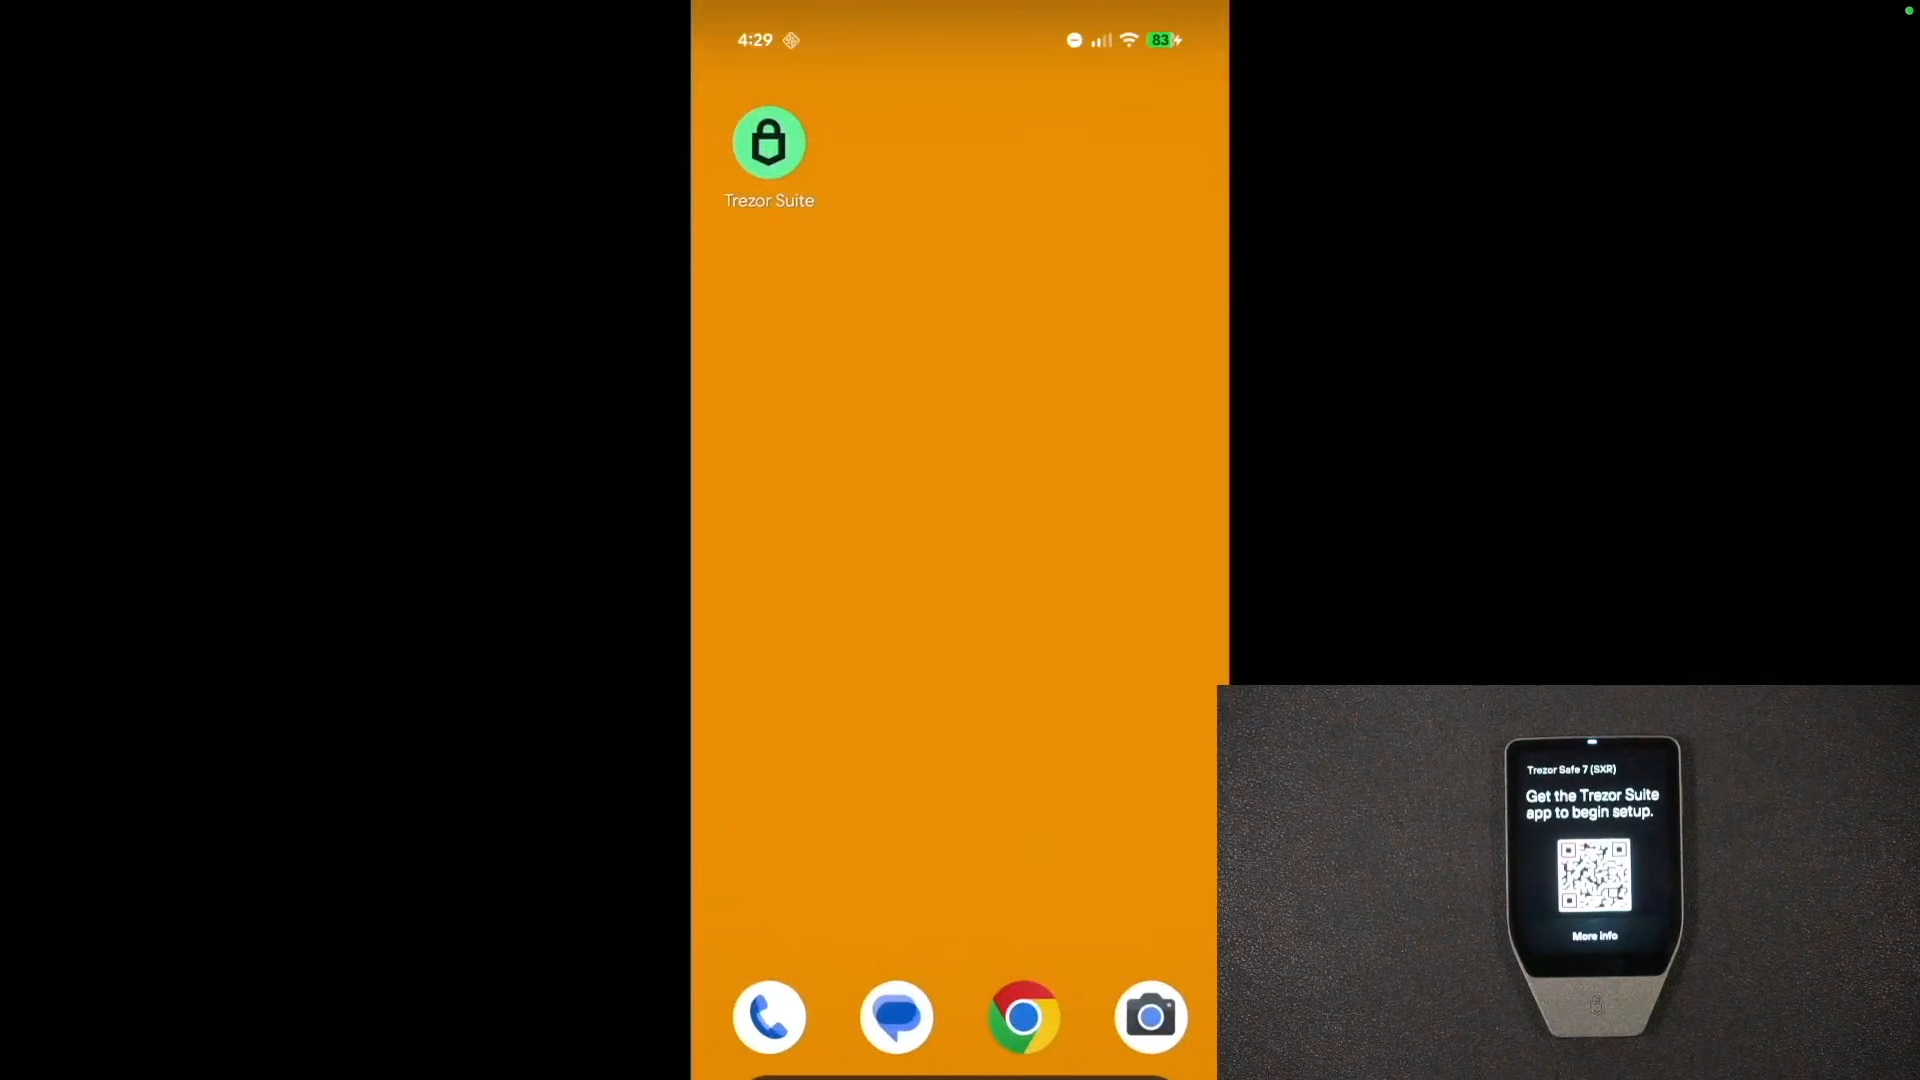 4:29
83
Trezor Suite
Trezor Safe 7 (SXR)
Get the Trezor Suite
app to begin setup.
More info